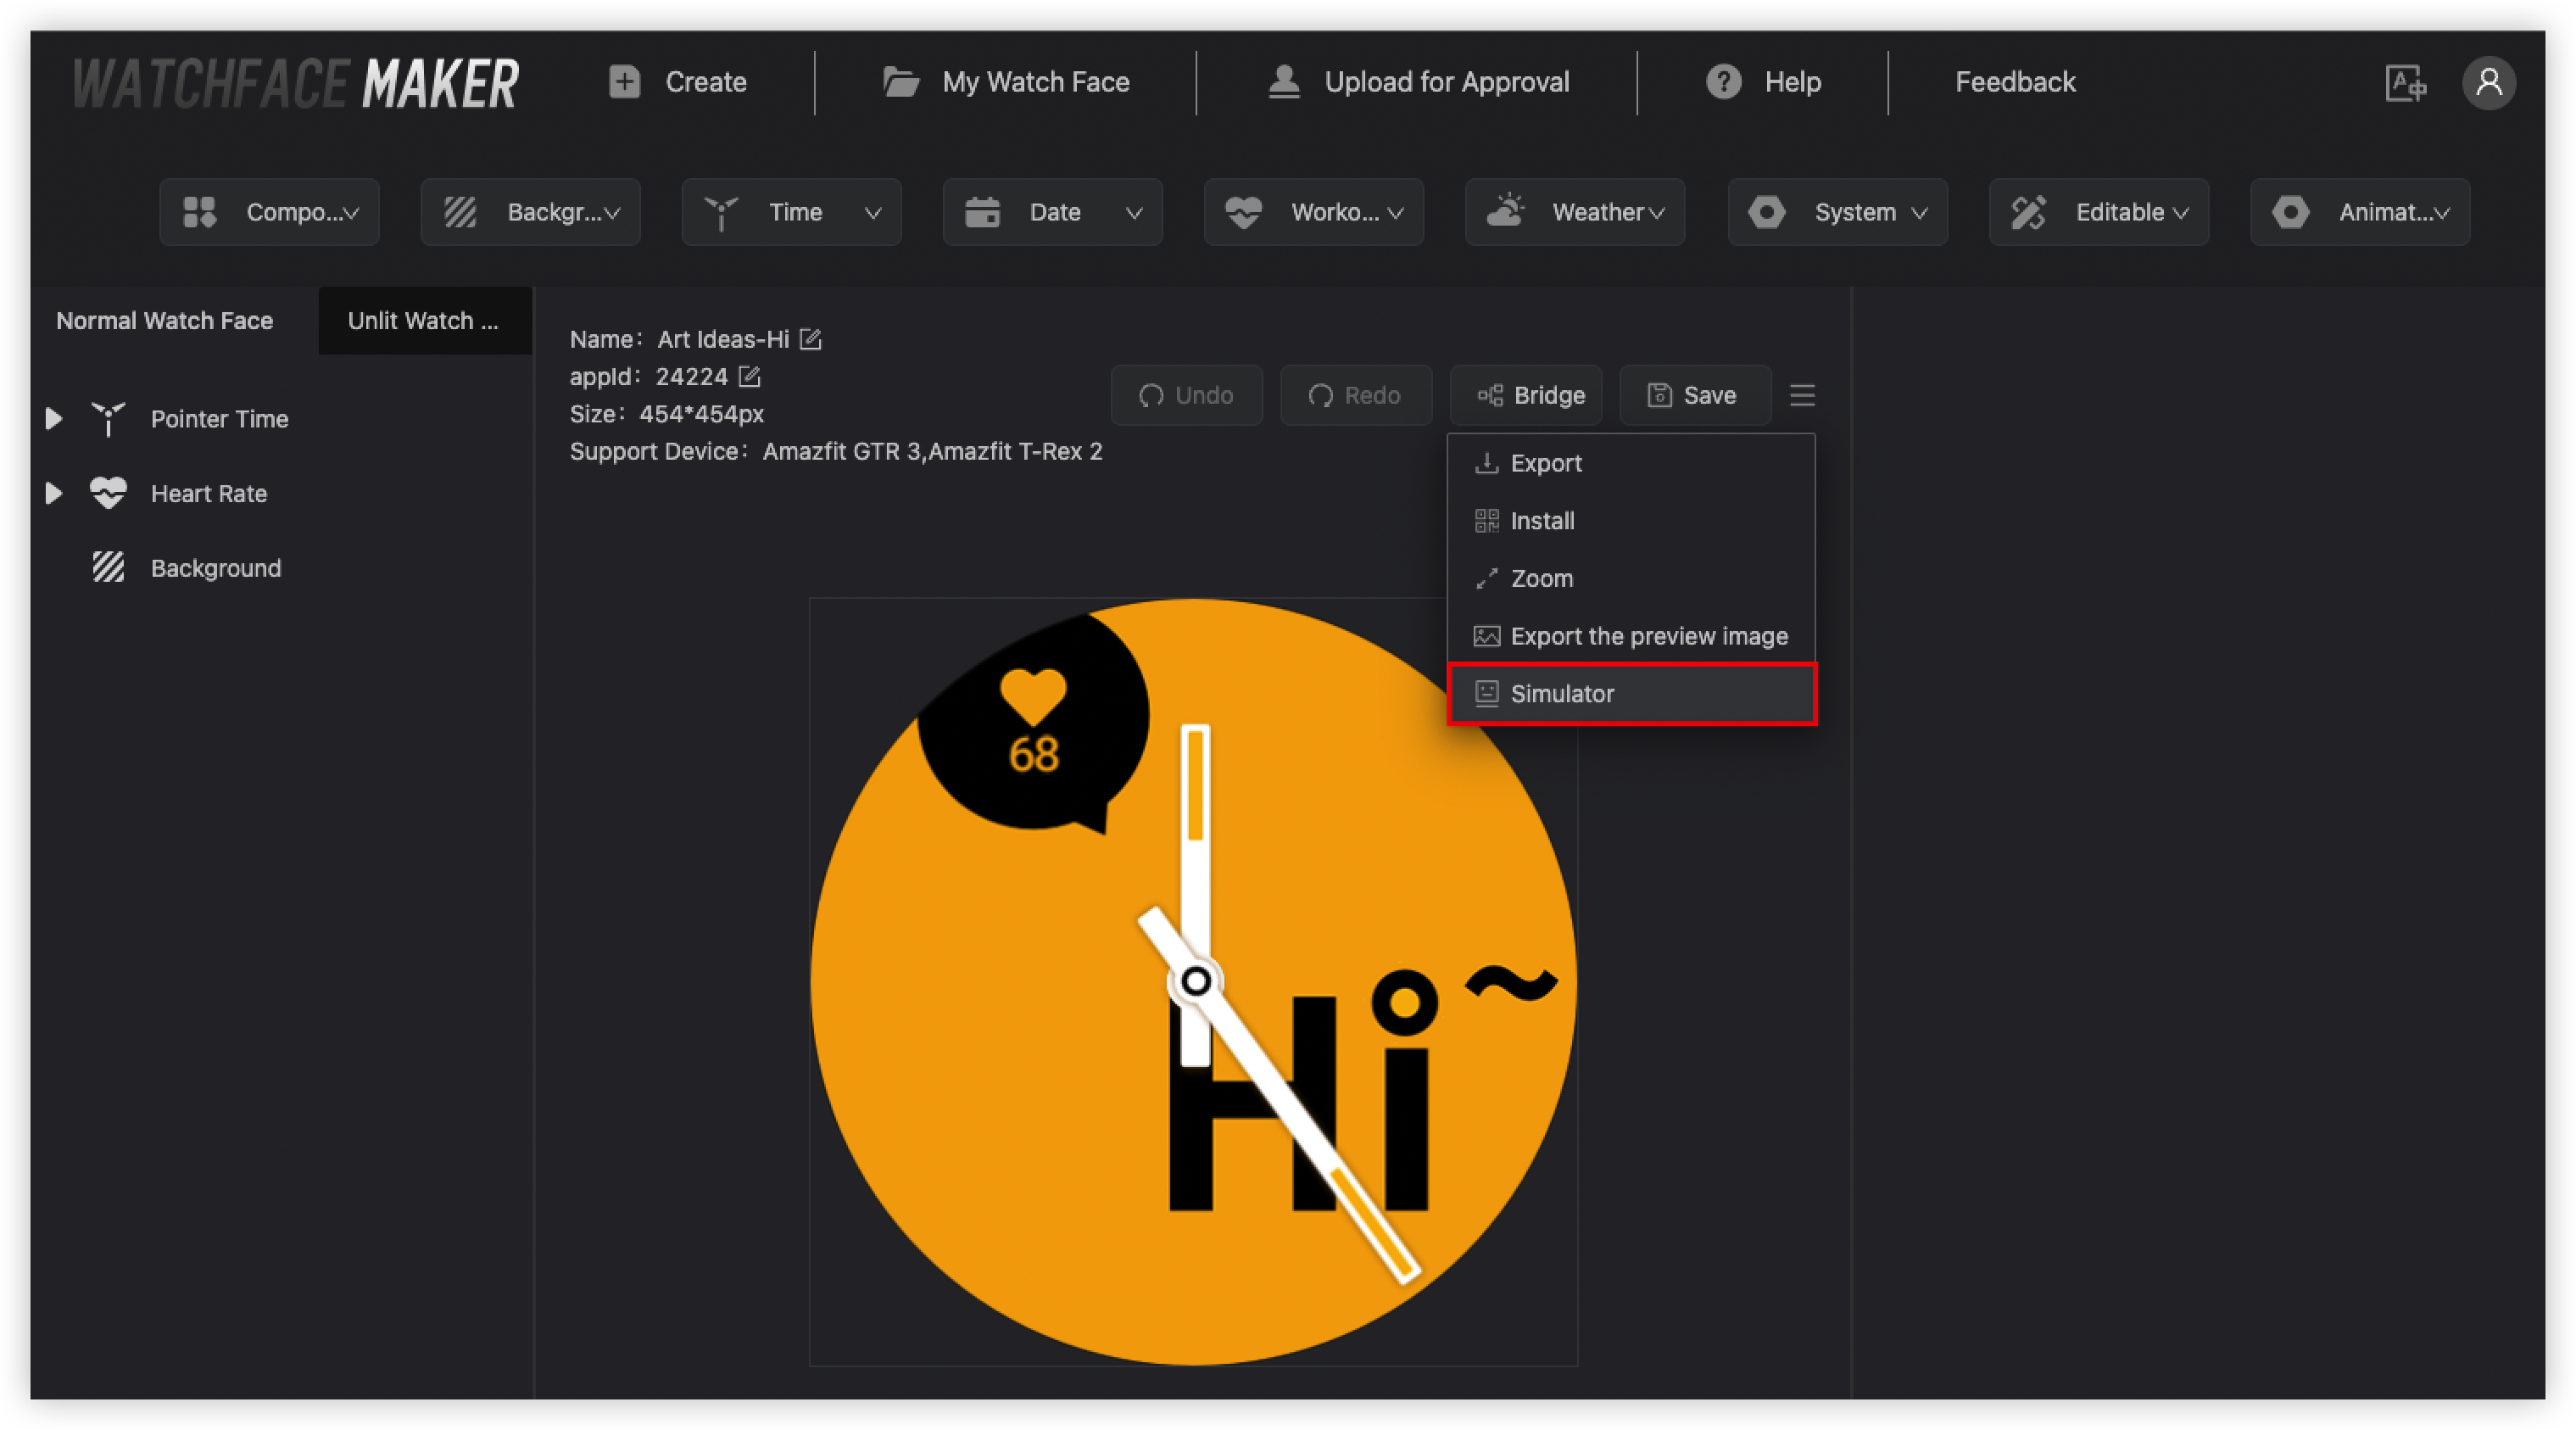 WATCHFACE MAKER
Create
My Watch Face
Upload for Approval
Help
Feedback
Compo...
Backgr...
Time
Date
Worko...
Weather
System
Editable
Animat...
Normal Watch Face
Unlit Watch ...
Pointer Time
Heart Rate
Background
Name： Art Ideas-Hi
appId： 24224
Size： 454*454px
Support Device： Amazfit GTR 3,Amazfit T-Rex 2
Undo
Redo
Bridge
Save
Export
Install
Zoom
Export the preview image
Simulator
68
Hi~